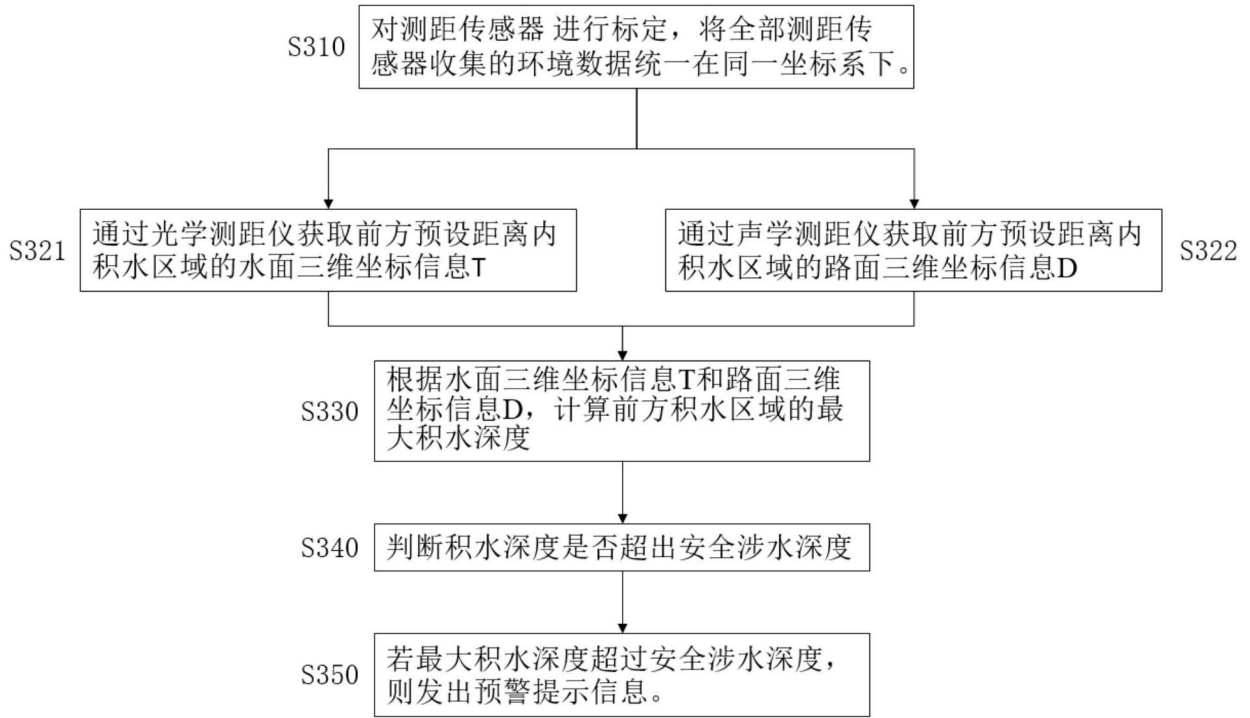 S310
对测距传感器 进行标定，将全部测距传
感器收集的环境数据统一在同一坐标系下。
S321
通过光学测距仪获取前方预设距离内
积水区域的水面三维坐标信息T
通过声学测距仪获取前方预设距离内
积水区域的路面三维坐标信息D
S322
S330
根据水面三维坐标信息T和路面三维
坐标信息D，计算前方积水区域的最
大积水深度
S340
判断积水深度是否超出安全涉水深度
S350
若最大积水深度超过安全涉水深度，
则发出预警提示信息。